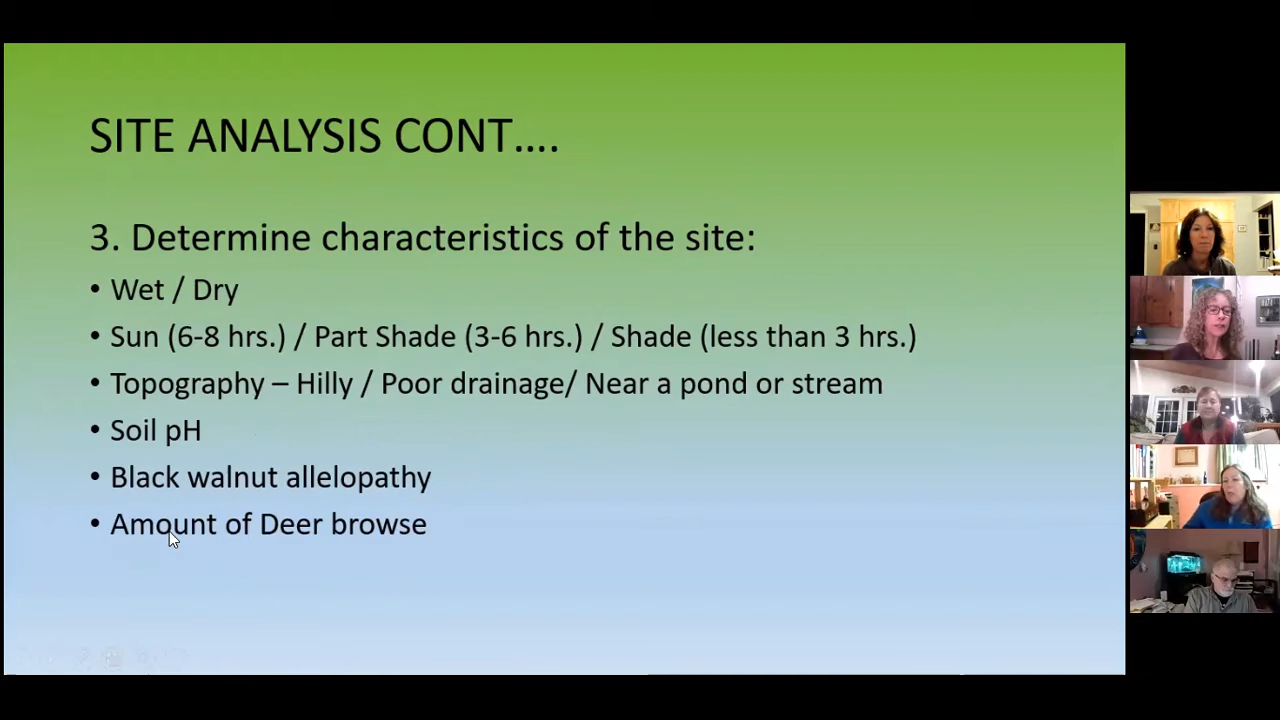 SITE ANALYSIS CONT....
3. Determine characteristics of the site:
• Wet / Dry
• Sun (6-8 hrs.) / Part Shade (3-6 hrs.) / Shade (less than 3 hrs.)
• Topography – Hilly / Poor drainage/ Near a pond or stream
• Soil pH
• Black walnut allelopathy
• Amount of Deer browse